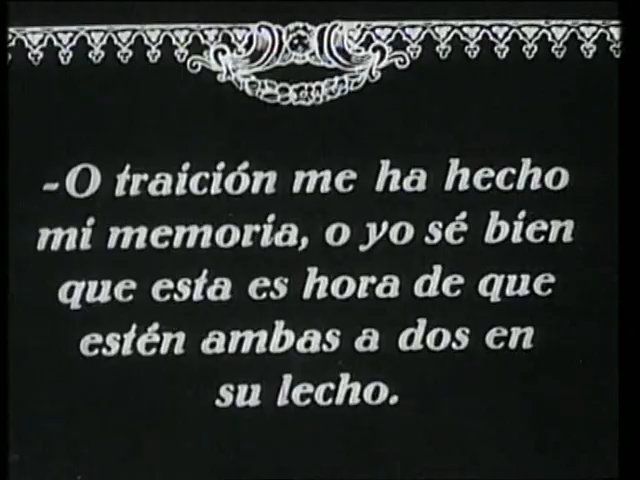 -O traición me ha hecho
mi memoria, o yo sé bien
que esta es hora de que
estén ambas a dos en
su lecho.